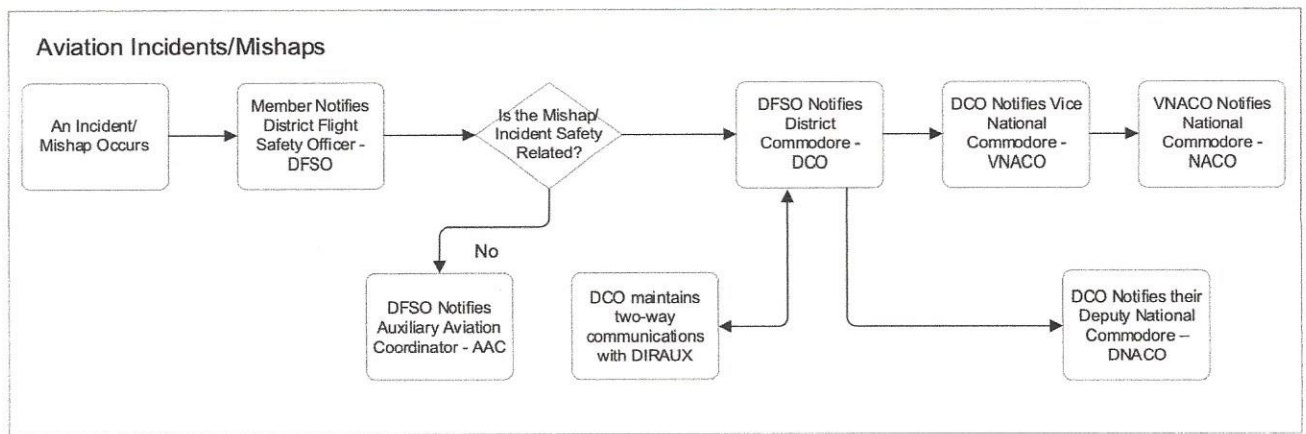 Aviation Incidents/Mishaps
An Incident/
Mishap Occurs
Member Notifies
District Flight
Safety Officer -
DFSO
Is the Mishap/
Incident Safety
Related?
DFSO Notifies
District
Commodore -
DCO
DCO Notifies Vice
National
Commodore -
VNACO
VNACO Notifies
National
Commodore -
NACO
No
DFSO Notifies
Auxiliary Aviation
Coordinator - AAC
DCO maintains
two-way
communications
with DIRAUX
DCO Notifies their
Deputy National
Commodore –
DNACO